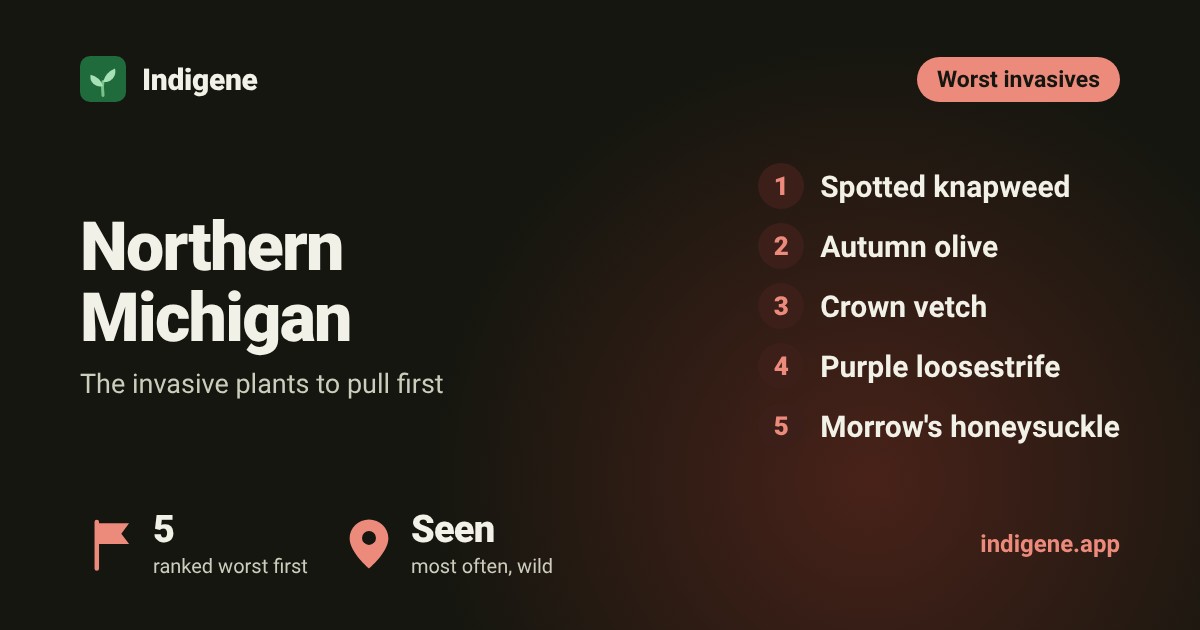 Indigene
Worst invasives
Northern
Michigan
The invasive plants to pull first
1 Spotted knapweed
2 Autumn olive
3 Crown vetch
4 Purple loosestrife
5 Morrow's honeysuckle
5
ranked worst first
Seen
most often, wild
indigene.app